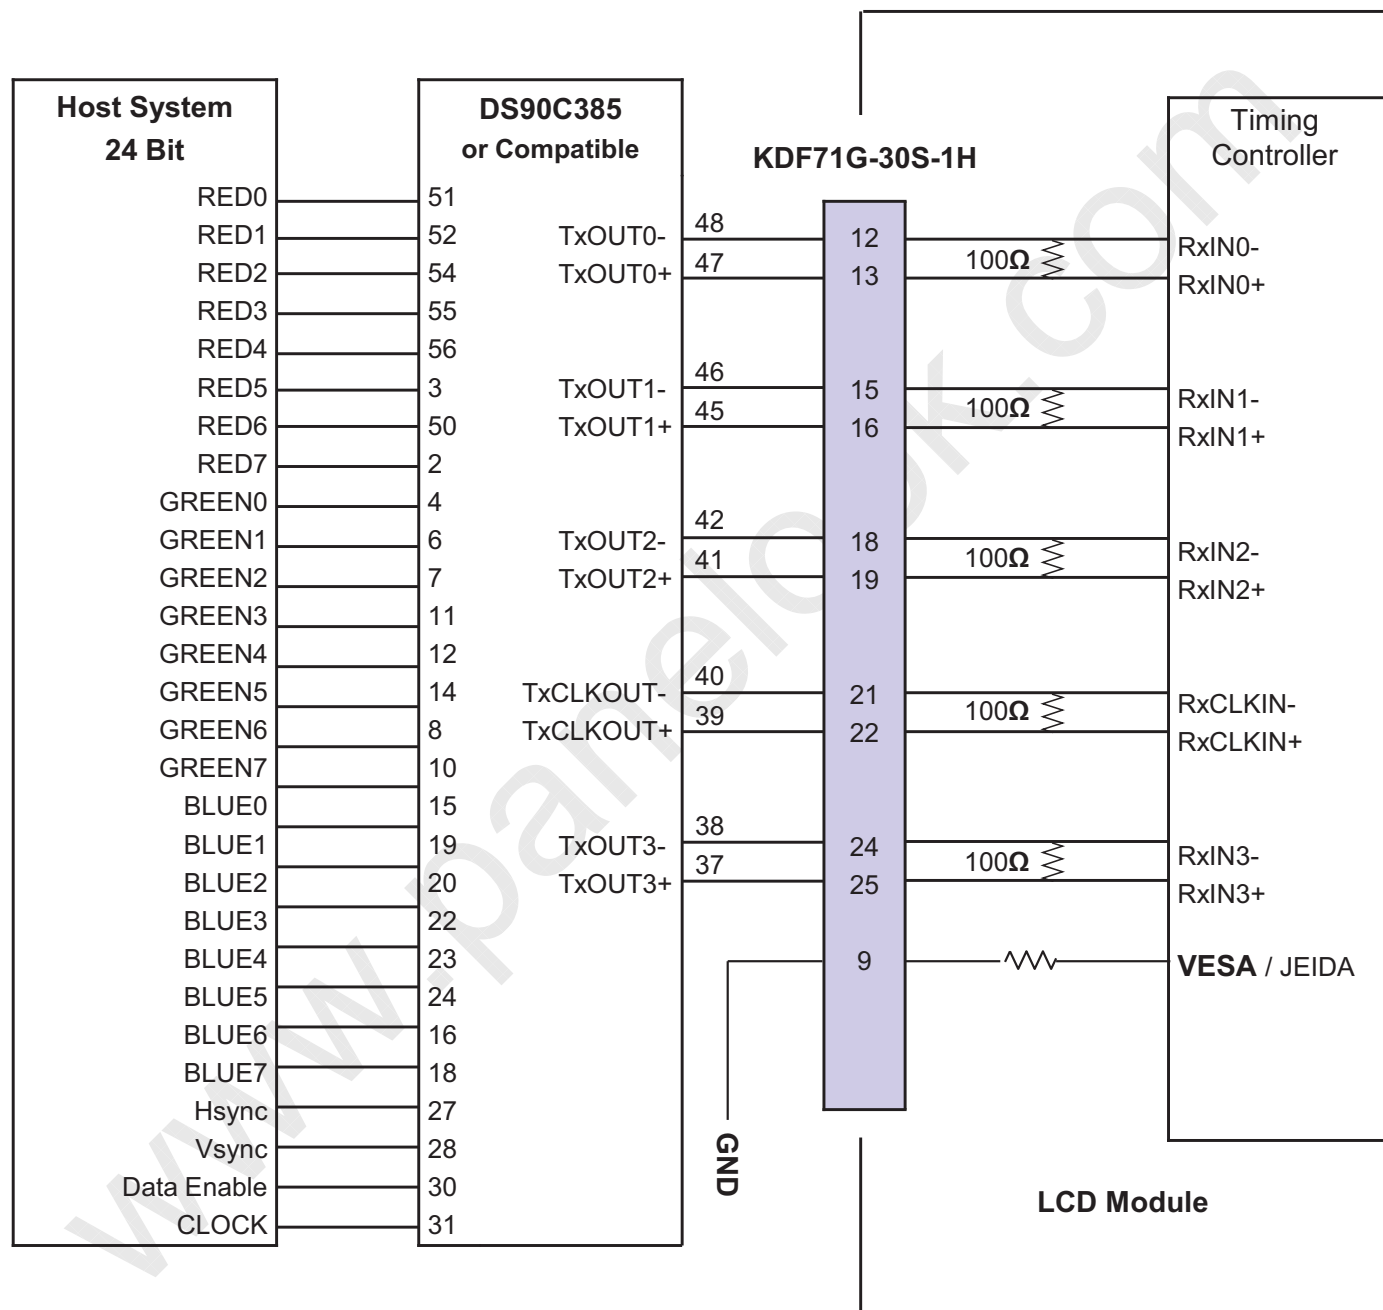 Host System
24 Bit
RED0
RED1
RED2
RED3
RED4
RED5
RED6
RED7
GREEN0
GREEN1
GREEN2
GREEN3
GREEN4
GREEN5
GREEN6
GREEN7
BLUE0
BLUE1
BLUE2
BLUE3
BLUE4
BLUE5
BLUE6
BLUE7
Hsync
Vsync
Data Enable
CLOCK
DS90C385
or Compatible
51
52
54
55
56
3
50
2
4
6
7
11
12
14
8
10
15
19
20
22
23
24
16
18
27
28
30
31
TxOUT0-
TxOUT0+
TxOUT1-
TxOUT1+
TxOUT2-
TxOUT2+
TxCLKOUT-
TxCLKOUT+
TxOUT3-
TxOUT3+
48
47
46
45
42
41
40
39
38
37
GND
KDF71G-30S-1H
12
13
15
16
18
19
21
22
24
25
9
100Ω
100Ω
100Ω
100Ω
100Ω
Timing
Controller
RxIN0-
RxIN0+
RxIN1-
RxIN1+
RxIN2-
RxIN2+
RxCLKIN-
RxCLKIN+
RxIN3-
RxIN3+
VESA / JEIDA
LCD Module
www.panelook.com